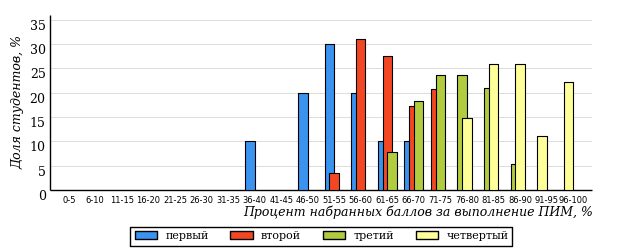 Доля студентов, %
35
30
25
20
15
10
5
0
0-5 6-10 11-15 16-20 21-25 26-30 31-35 36-40 41-45 46-50 51-55 56-60 61-65 66-70 71-75 76-80 81-85 86-90 91-95 96-100
Процент набранных баллов за выполнение ПИМ, %
первый второй третий четвертый